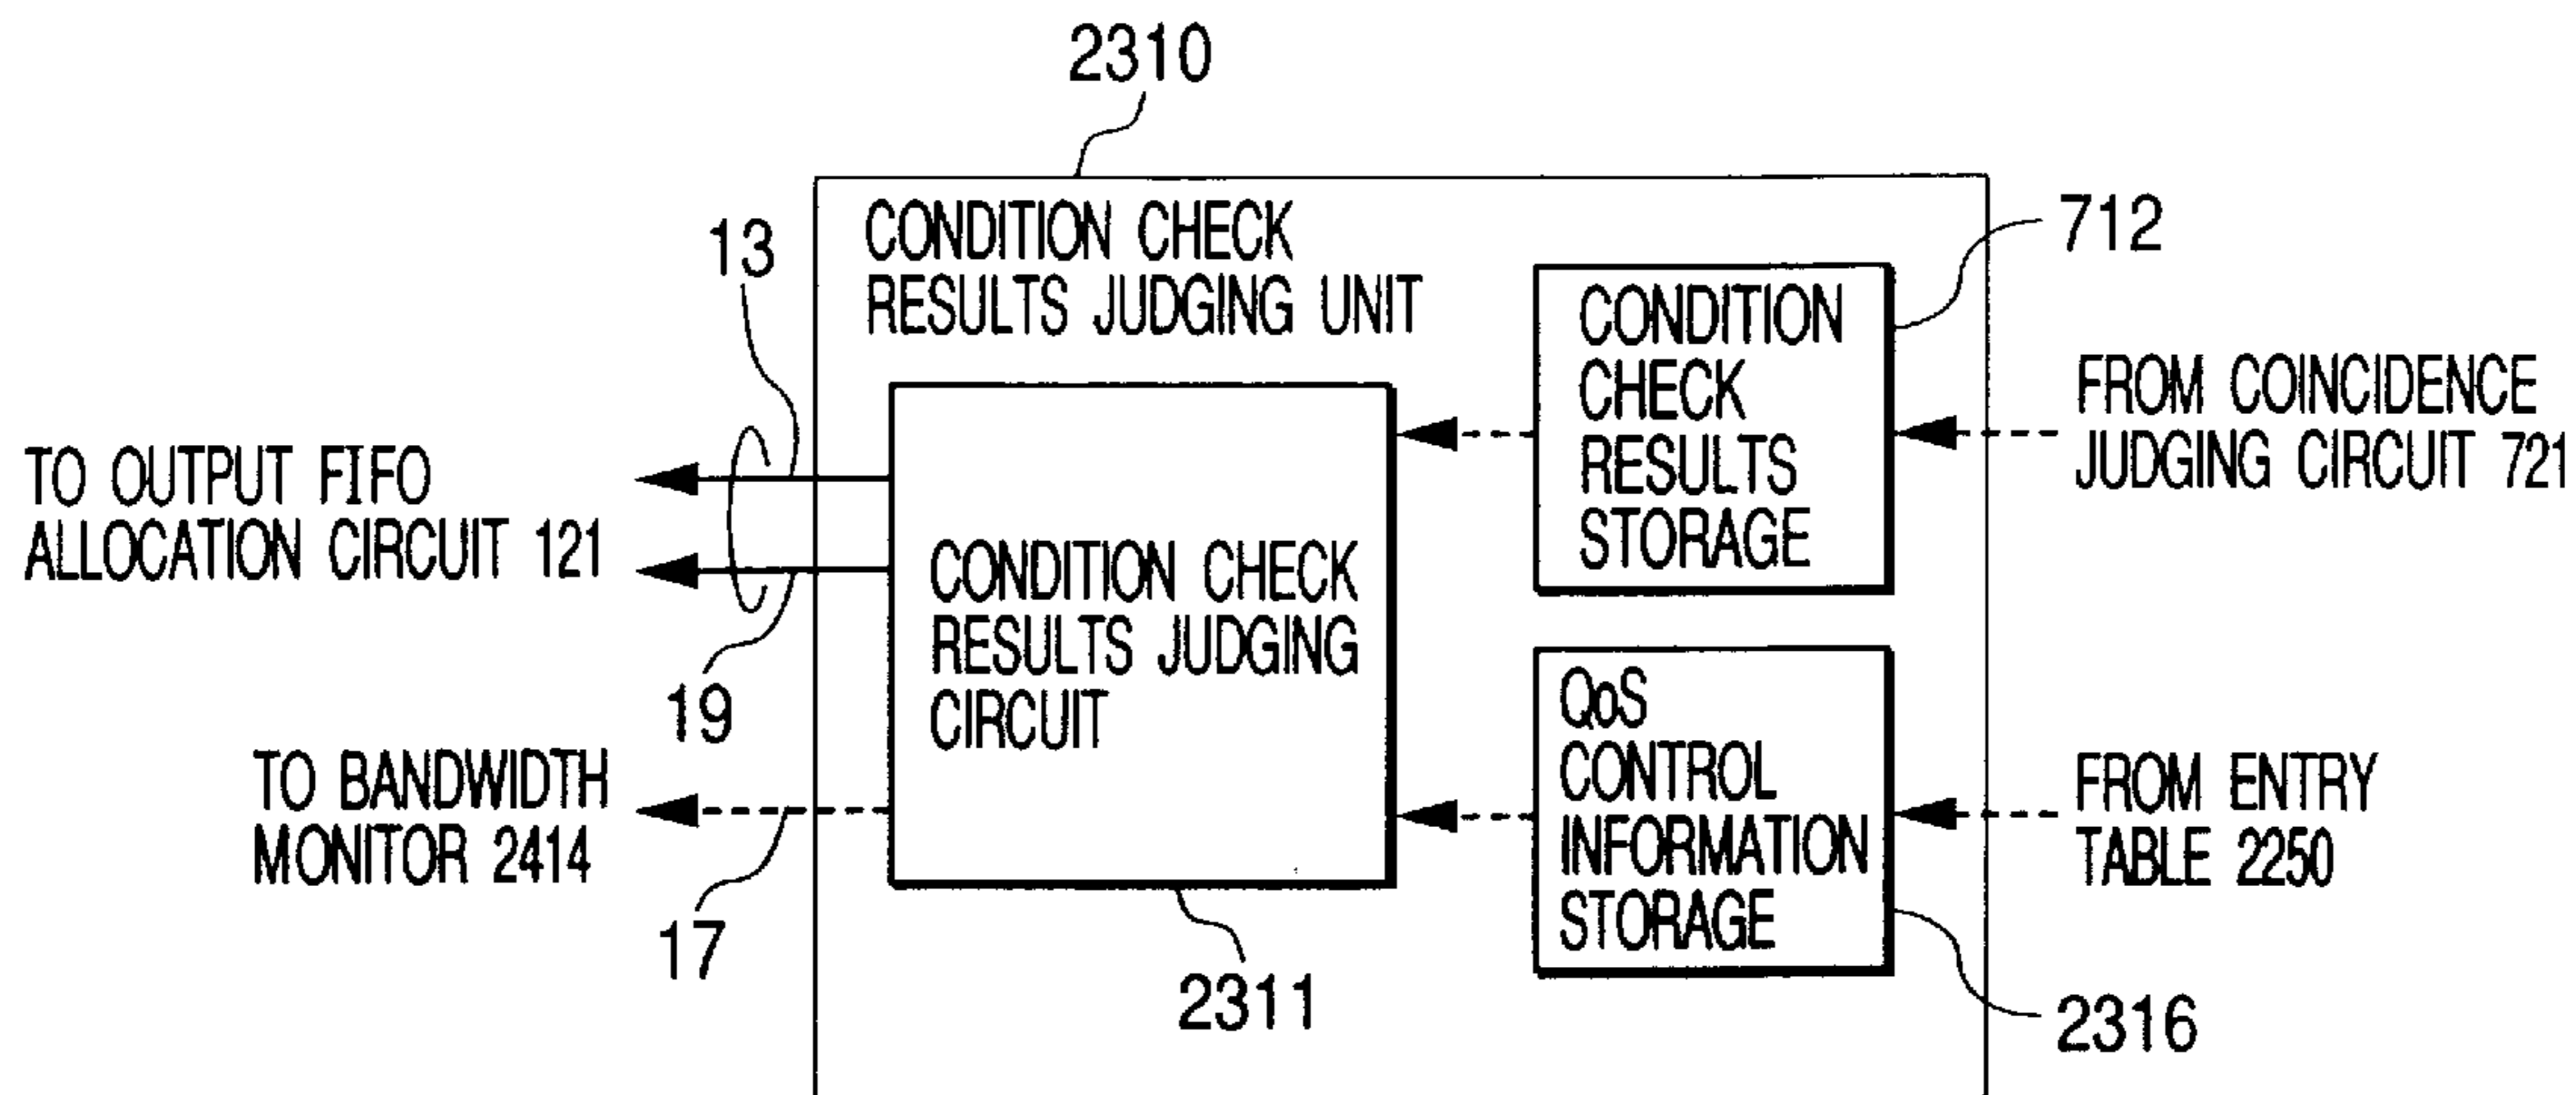 2310
CONDITION CHECK
RESULTS JUDGING UNIT
13
712
CONDITION
CHECK
RESULTS
STORAGE
FROM COINCIDENCE
JUDGING CIRCUIT 721
TO OUTPUT FIFO
ALLOCATION CIRCUIT 121
CONDITION CHECK
RESULTS JUDGING
CIRCUIT
19
QoS
CONTROL
INFORMATION
STORAGE
TO BANDWIDTH
MONITOR 2414
FROM ENTRY
TABLE 2250
17
2311
2316